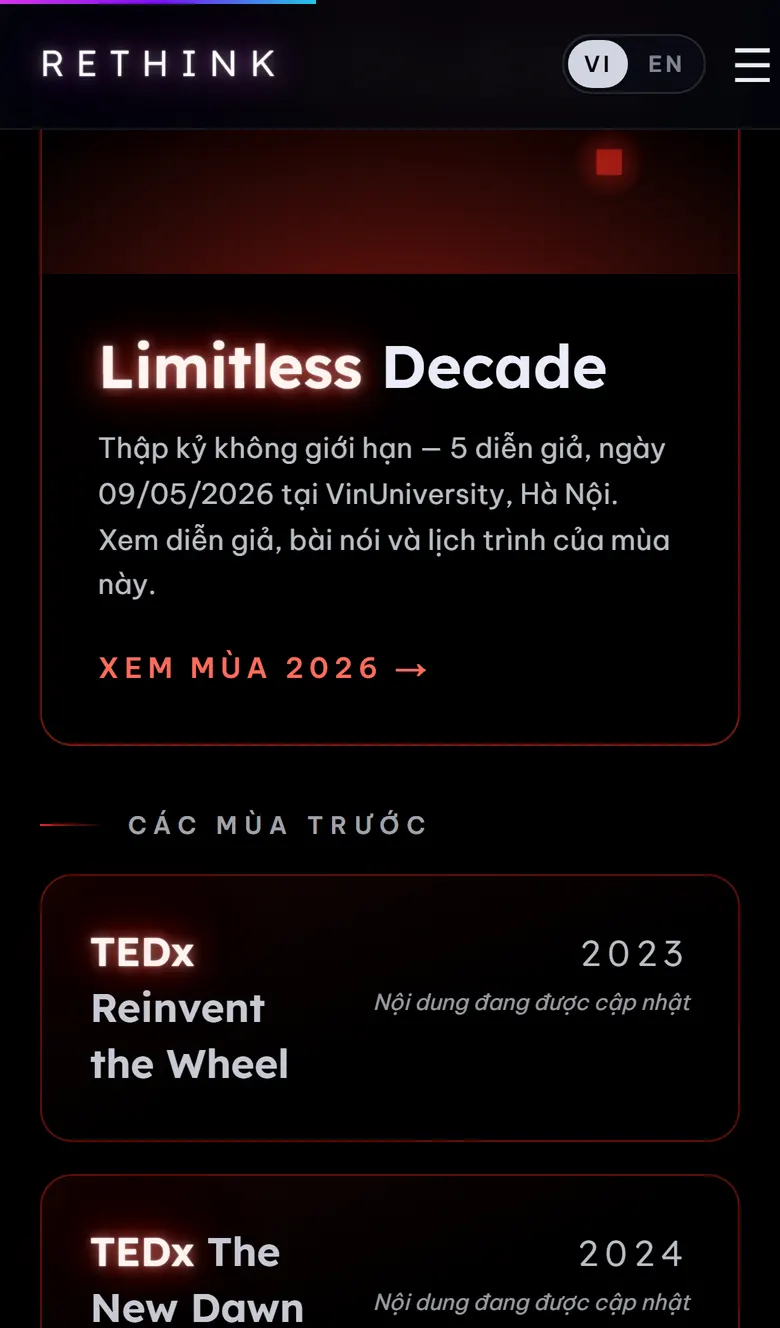 RETHINK
VI EN
Limitless Decade
Thập kỷ không giới hạn — 5 diễn giả, ngày
09/05/2026 tại VinUniversity, Hà Nội.
Xem diễn giả, bài nói và lịch trình của mùa
này.
XEM MÙA 2026 →
CÁC MÙA TRƯỚC
TEDx
Reinvent
the Wheel
2023
Nội dung đang được cập nhật
TEDx The
New Dawn
2024
Nội dung đang được cập nhật